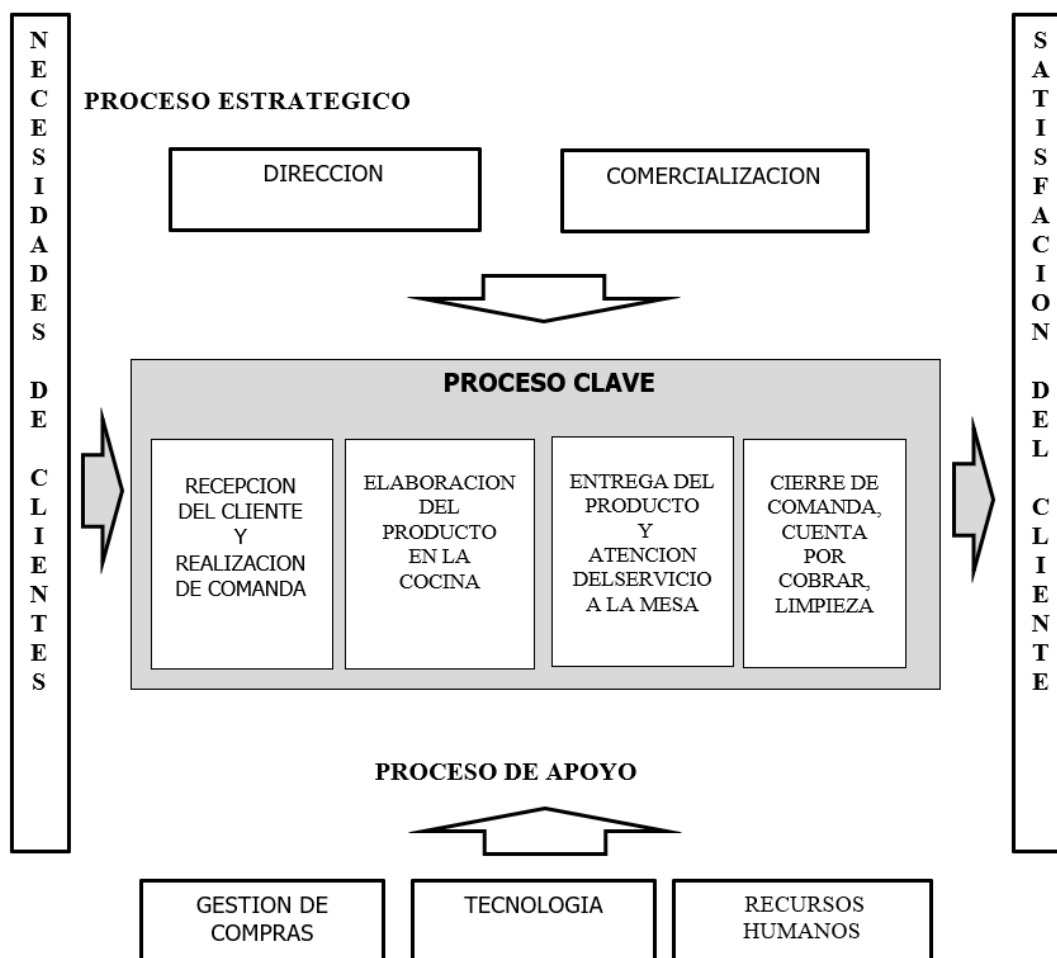 NECESIDADES DE CLIENTES
PROCESO ESTRATEGICO
DIRECCION
COMERCIALIZACION
PROCESO CLAVE
RECEPCION
DEL CLIENTE
Y
REALIZACION
DE COMANDA
ELABORACION
DEL
PRODUCTO
EN LA
COCINA
ENTREGA DEL
PRODUCTO
Y
ATENCION
DELSERVICIO
A LA MESA
CIERRE DE
COMANDA,
CUENTA
POR
COBRAR,
LIMPIEZA
PROCESO DE APOYO
GESTION DE
COMPRAS
TECNOLOGIA
RECURSOS
HUMANOS
SATISFACION DEL CLIENTE